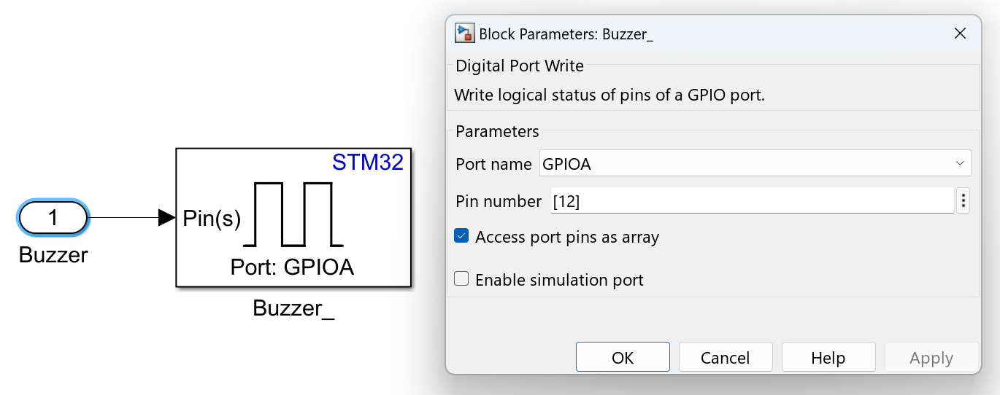 STM32
1
Pin(s)
Buzzer
Port: GPIOA
Buzzer_
Block Parameters: Buzzer_
Digital Port Write
Write logical status of pins of a GPIO port.
Parameters
Port name GPIOA
Pin number [12]
Access port pins as array
Enable simulation port
OK Cancel Help Apply